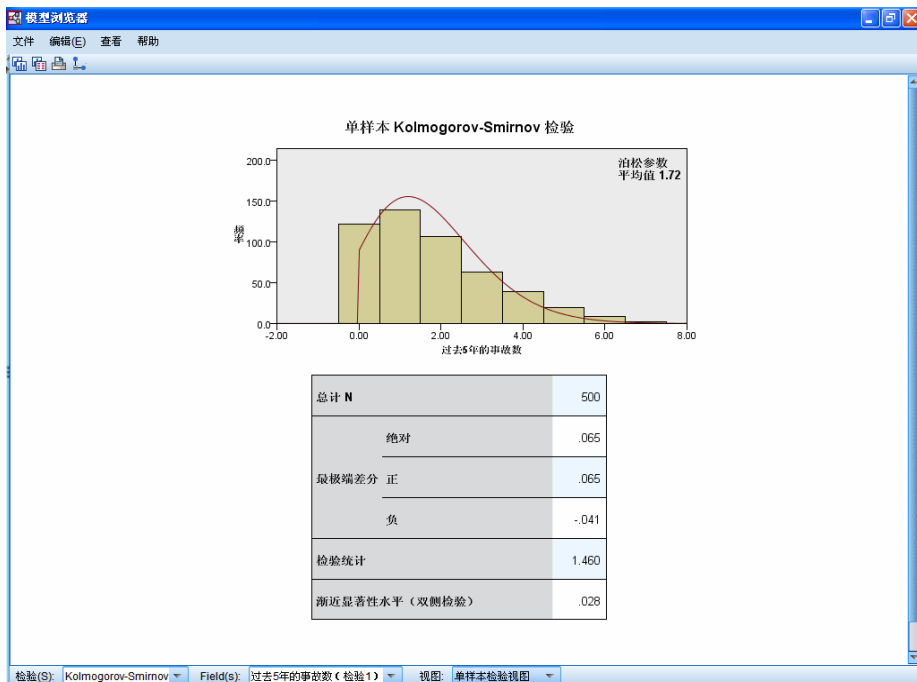 模型浏览器
文件 编辑(E) 查看 帮助
单样本 Kolmogorov-Smirnov 检验
泊松参数
平均值 1.72
200.0
150.0
100.0
50.0
0.0
频率
-2.00 0.00 2.00 4.00 6.00 8.00
过去5年的事故数
总计 N 500
最极端差分 绝对 .065
正 .065
负 -.041
检验统计 1.460
渐近显著性水平（双侧检验） .028
检验(S): Kolmogorov-Smirnov Field(s): 过去5年的事故数（检验1） 视图: 单样本检验视图